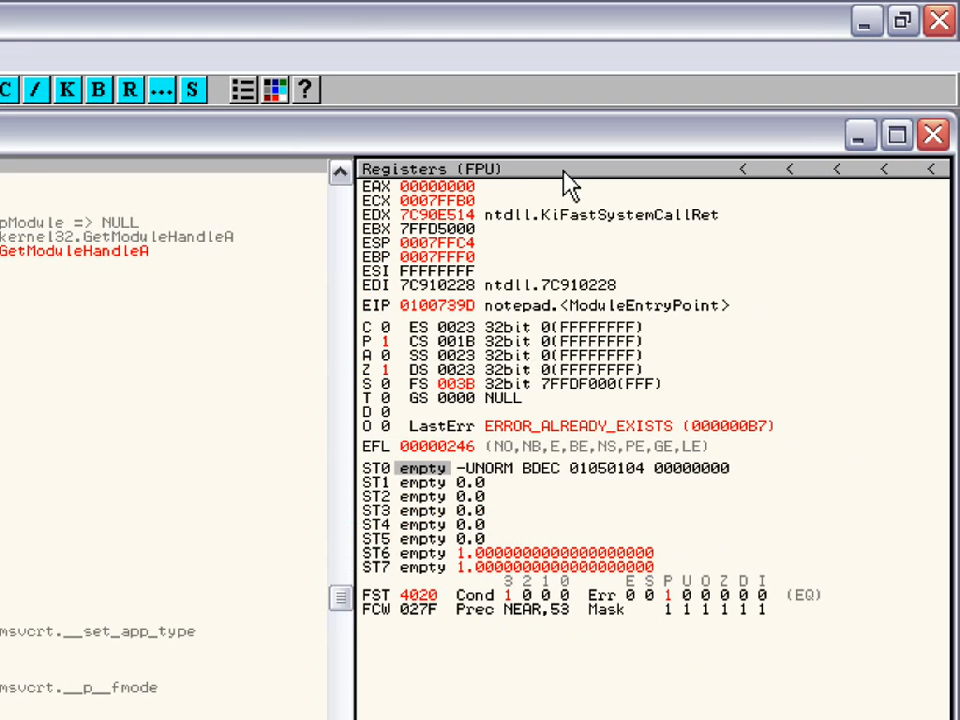 C / K B R ... S ?
Registers (FPU) < < < < <
EAX 00000000
ECX 0007FFB0
EDX 7C90E514 ntdll.KiFastSystemCallRet
EBX 7FFD5000
ESP 0007FFC4
EBP 0007FFF0
ESI FFFFFFFF
EDI 7C910228 ntdll.7C910228
EIP 0100739D notepad.<ModuleEntryPoint>
C 0 ES 0023 32bit 0(FFFFFFFF)
P 1 CS 001B 32bit 0(FFFFFFFF)
A 0 SS 0023 32bit 0(FFFFFFFF)
Z 1 DS 0023 32bit 0(FFFFFFFF)
S 0 FS 003B 32bit 7FFDF000(FFF)
T 0 GS 0000 NULL
D 0
O 0 LastErr ERROR_ALREADY_EXISTS (000000B7)
EFL 00000246 (NO,NB,E,BE,NS,PE,GE,LE)
ST0 empty -UNORM BDEC 01050104 00000000
ST1 empty 0.0
ST2 empty 0.0
ST3 empty 0.0
ST4 empty 0.0
ST5 empty 0.0
ST6 empty 1.0000000000000000000
ST7 empty 1.0000000000000000000
3 2 1 0 E S P U O Z D I
FST 4020 Cond 1 0 0 0 Err 0 0 1 0 0 0 0 0 (EQ)
FCW 027F Prec NEAR,53 Mask 1 1 1 1 1 1
pModule => NULL
kernel32.GetModuleHandleA
GetModuleHandleA
msvcrt.__set_app_type
msvcrt.__p__fmode